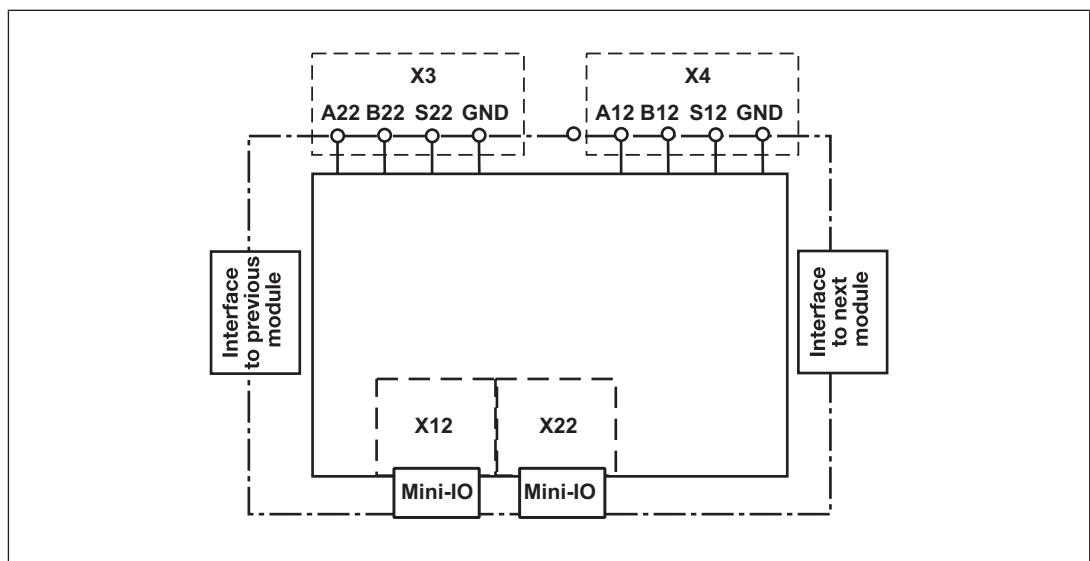 X3 X4
A22 B22 S22 GND A12 B12 S12 GND
Interface
to previous
module
Interface
to next
module
X12 X22
Mini-IO Mini-IO